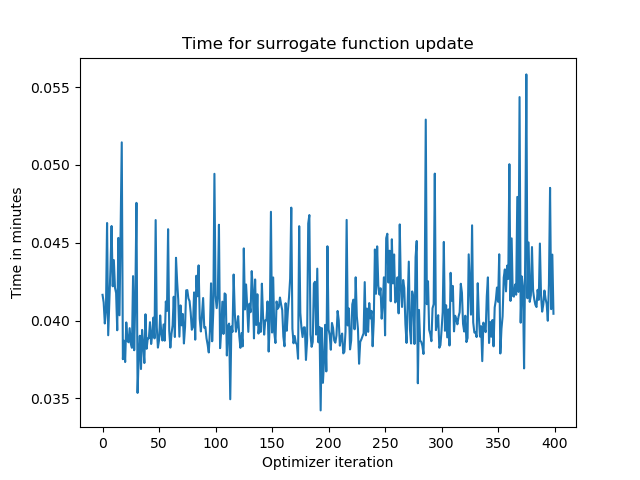 Time for surrogate function update
0.055
0.050
0.045
0.040
0.035
Time in minutes
0 50 100 150 200 250 300 350 400
Optimizer iteration